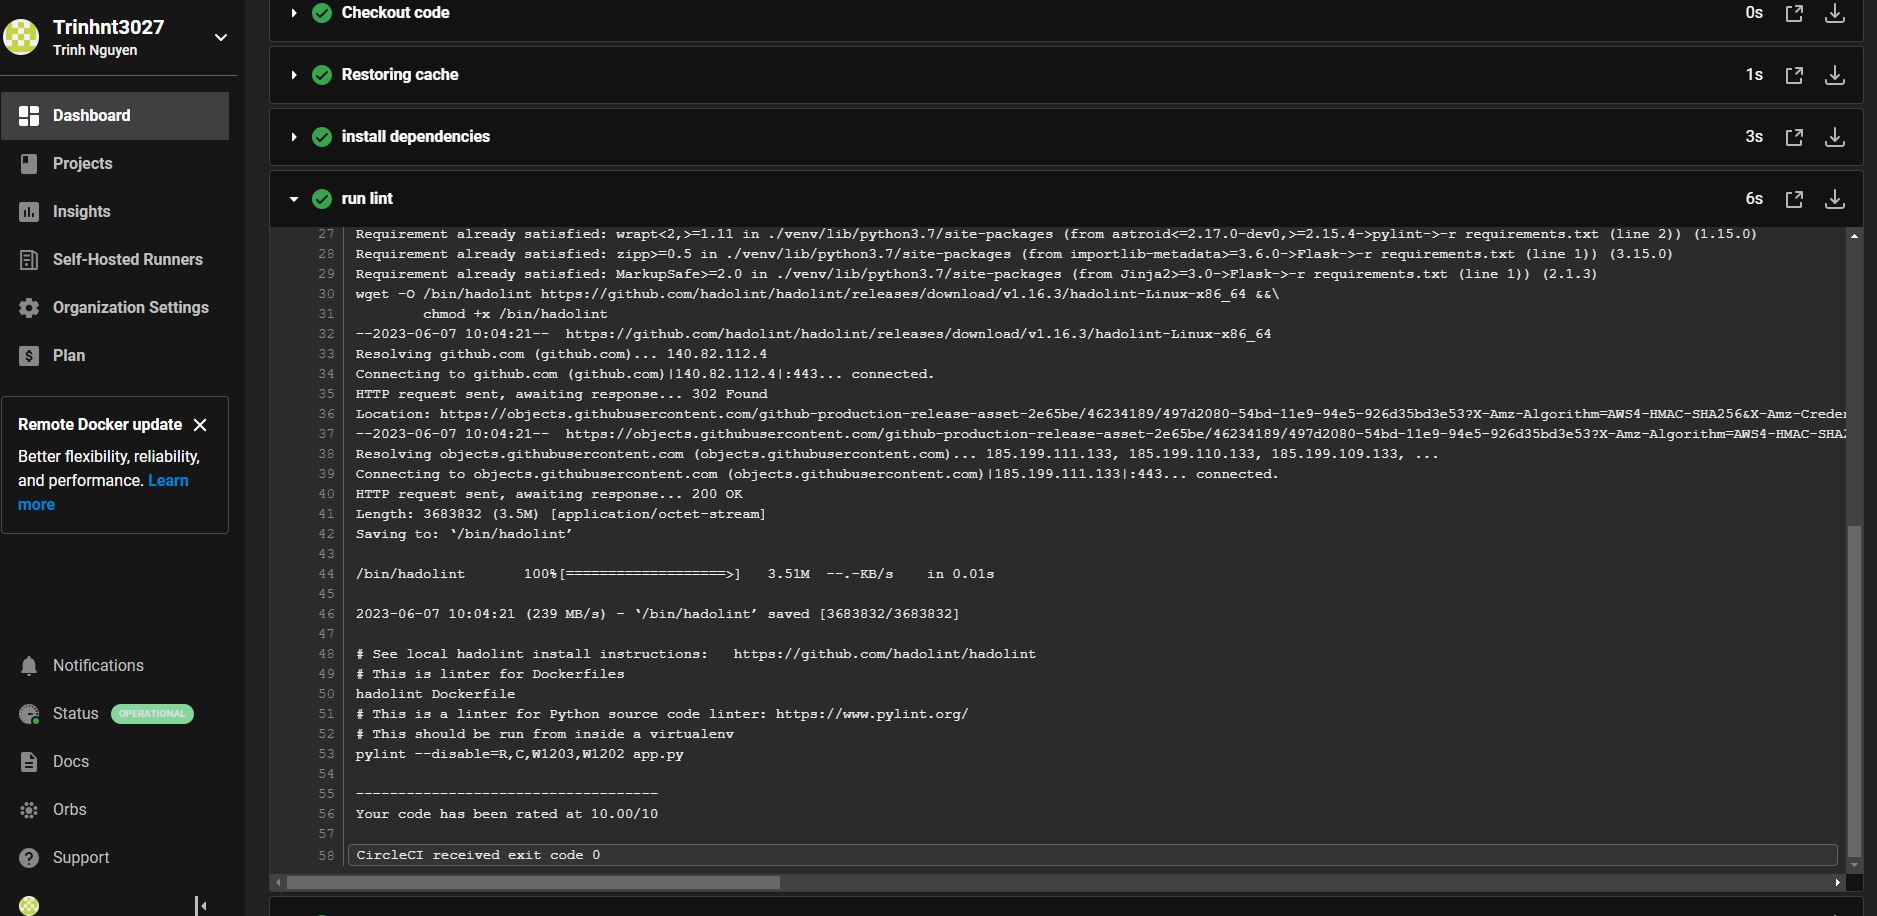 Trinhnt3027
Trinh Nguyen
Dashboard
Projects
Insights
Self-Hosted Runners
Organization Settings
Plan
Remote Docker update
Better flexibility, reliability,
and performance. Learn
more
Notifications
Status OPERATIONAL
Docs
Orbs
Support
Checkout code 0s
Restoring cache 1s
install dependencies 3s
run lint 6s
27 Requirement already satisfied: wrapt<2,>=1.11 in ./venv/lib/python3.7/site-packages (from astroid<=2.17.0-dev0,>=2.15.4->pylint->-r requirements.txt (line 2)) (1.15.0)
28 Requirement already satisfied: zipp>=0.5 in ./venv/lib/python3.7/site-packages (from importlib-metadata>=3.6.0->Flask->-r requirements.txt (line 1)) (3.15.0)
29 Requirement already satisfied: MarkupSafe>=2.0 in ./venv/lib/python3.7/site-packages (from Jinja2>=3.0->Flask->-r requirements.txt (line 1)) (2.1.3)
30 wget -O /bin/hadolint https://github.com/hadolint/hadolint/releases/download/v1.16.3/hadolint-Linux-x86_64 &&\
31 chmod +x /bin/hadolint
32 --2023-06-07 10:04:21-- https://github.com/hadolint/hadolint/releases/download/v1.16.3/hadolint-Linux-x86_64
33 Resolving github.com (github.com)... 140.82.112.4
34 Connecting to github.com (github.com)|140.82.112.4|:443... connected.
35 HTTP request sent, awaiting response... 302 Found
36 Location: https://objects.githubusercontent.com/github-production-release-asset-2e65be/46234189/497d2080-54bd-11e9-94e5-926d35bd3e53?X-Amz-Algorithm=AWS4-HMAC-SHA256&X-Amz-Creder
37 --2023-06-07 10:04:21-- https://objects.githubusercontent.com/github-production-release-asset-2e65be/46234189/497d2080-54bd-11e9-94e5-926d35bd3e53?X-Amz-Algorithm=AWS4-HMAC-SHA2
38 Resolving objects.githubusercontent.com (objects.githubusercontent.com)... 185.199.111.133, 185.199.110.133, 185.199.109.133, ...
39 Connecting to objects.githubusercontent.com (objects.githubusercontent.com)|185.199.111.133|:443... connected.
40 HTTP request sent, awaiting response... 200 OK
41 Length: 3683832 (3.5M) [application/octet-stream]
42 Saving to: ‘/bin/hadolint’
43
44 /bin/hadolint 100%[===================>] 3.51M --.-KB/s in 0.01s
45
46 2023-06-07 10:04:21 (239 MB/s) - ‘/bin/hadolint’ saved [3683832/3683832]
47
48 # See local hadolint install instructions: https://github.com/hadolint/hadolint
49 # This is linter for Dockerfiles
50 hadolint Dockerfile
51 # This is a linter for Python source code linter: https://www.pylint.org/
52 # This should be run from inside a virtualenv
53 pylint --disable=R,C,W1203,W1202 app.py
54
55 ------------------------------------
56 Your code has been rated at 10.00/10
57
58 CircleCI received exit code 0